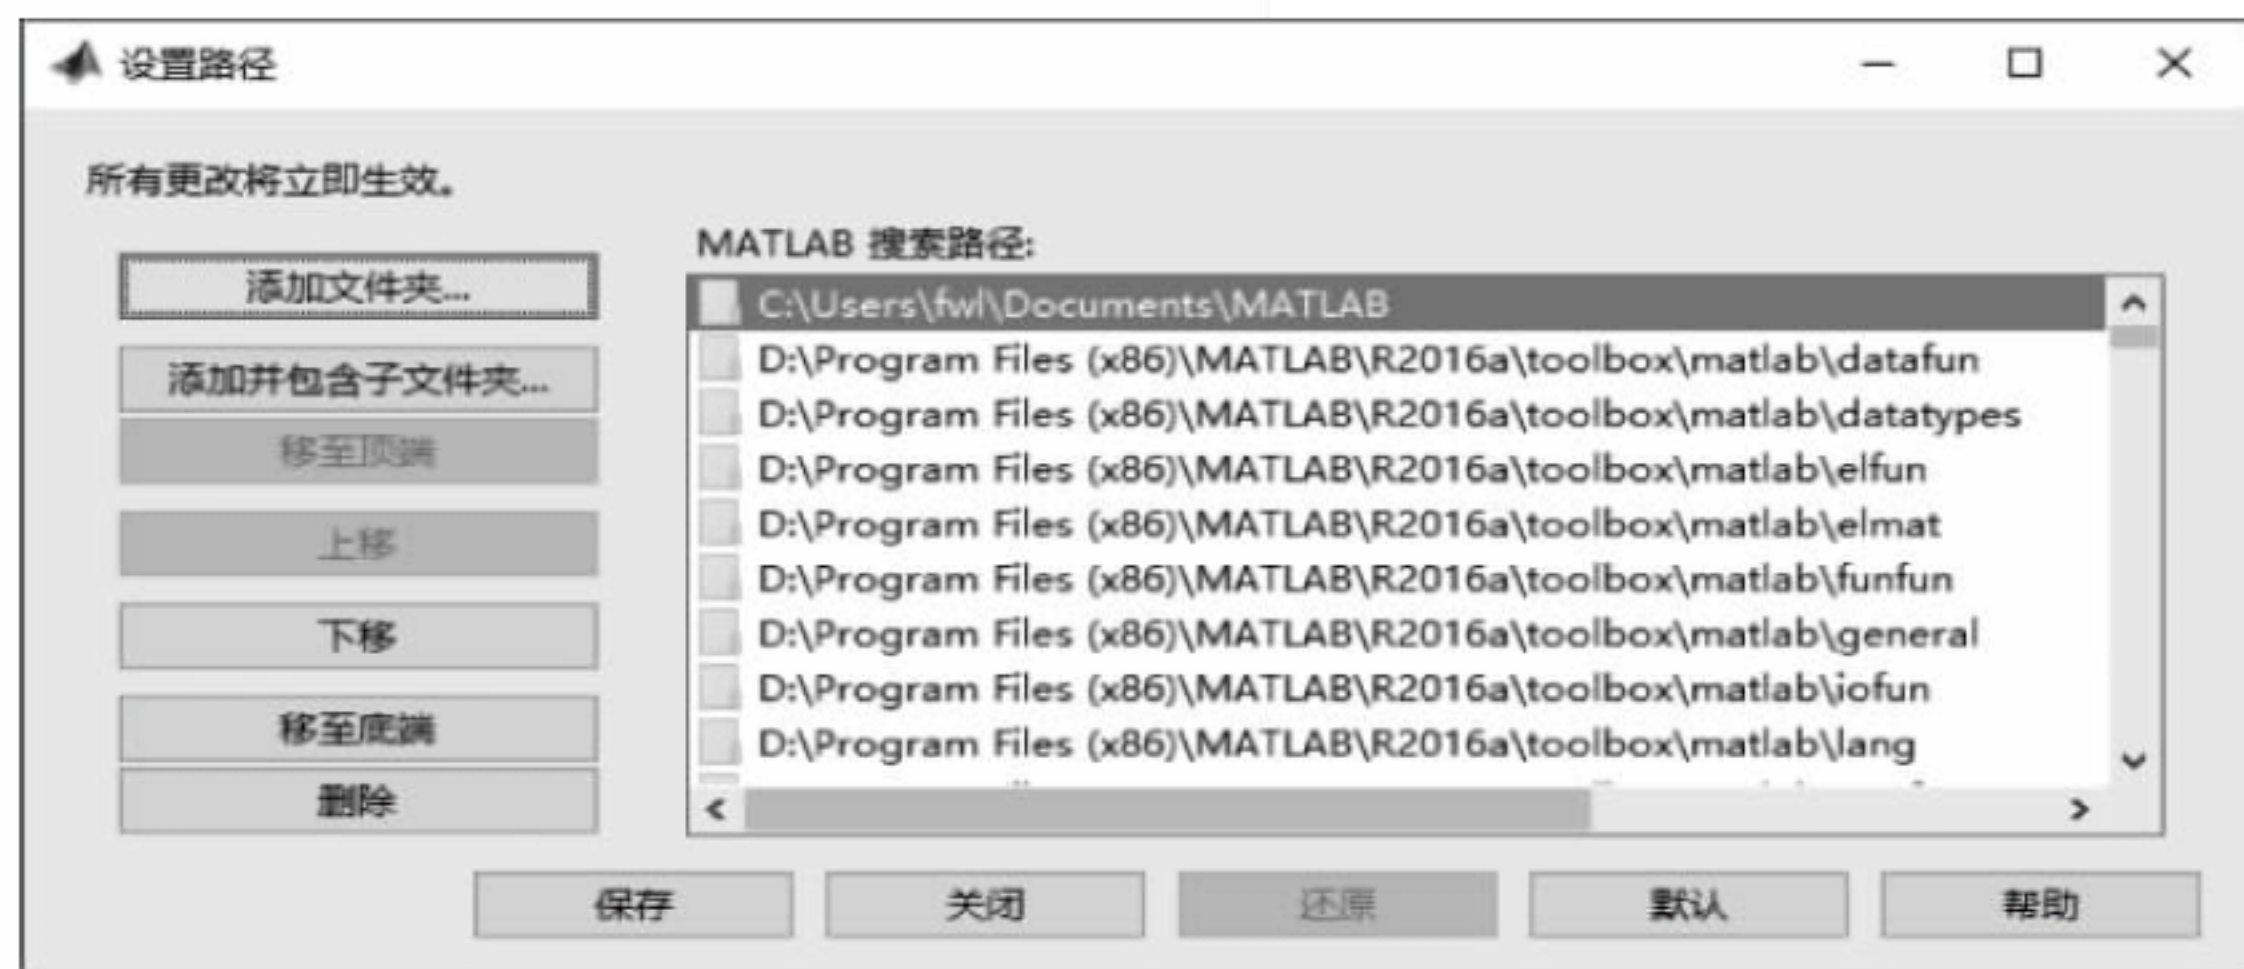 设置路径
所有更改将立即生效。
添加文件夹...
添加并包含子文件夹...
移至顶端
上移
下移
移至底端
删除
MATLAB 搜索路径:
C:\Users\fwl\Documents\MATLAB
D:\Program Files (x86)\MATLAB\R2016a\toolbox\matlab\datafun
D:\Program Files (x86)\MATLAB\R2016a\toolbox\matlab\datatypes
D:\Program Files (x86)\MATLAB\R2016a\toolbox\matlab\elfun
D:\Program Files (x86)\MATLAB\R2016a\toolbox\matlab\elmat
D:\Program Files (x86)\MATLAB\R2016a\toolbox\matlab\funfun
D:\Program Files (x86)\MATLAB\R2016a\toolbox\matlab\general
D:\Program Files (x86)\MATLAB\R2016a\toolbox\matlab\iofun
D:\Program Files (x86)\MATLAB\R2016a\toolbox\matlab\lang
保存 关闭 还原 默认 帮助